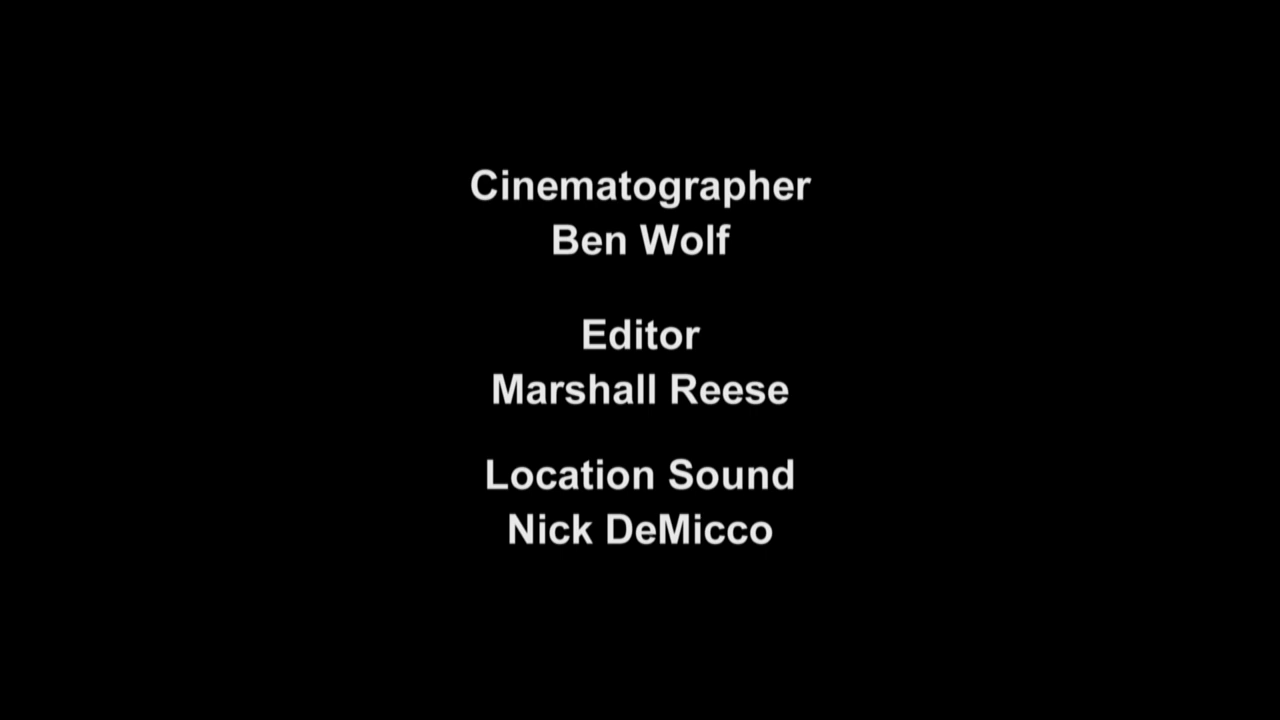 Cinematographer
Ben Wolf
Editor
Marshall Reese
Location Sound
Nick DeMicco